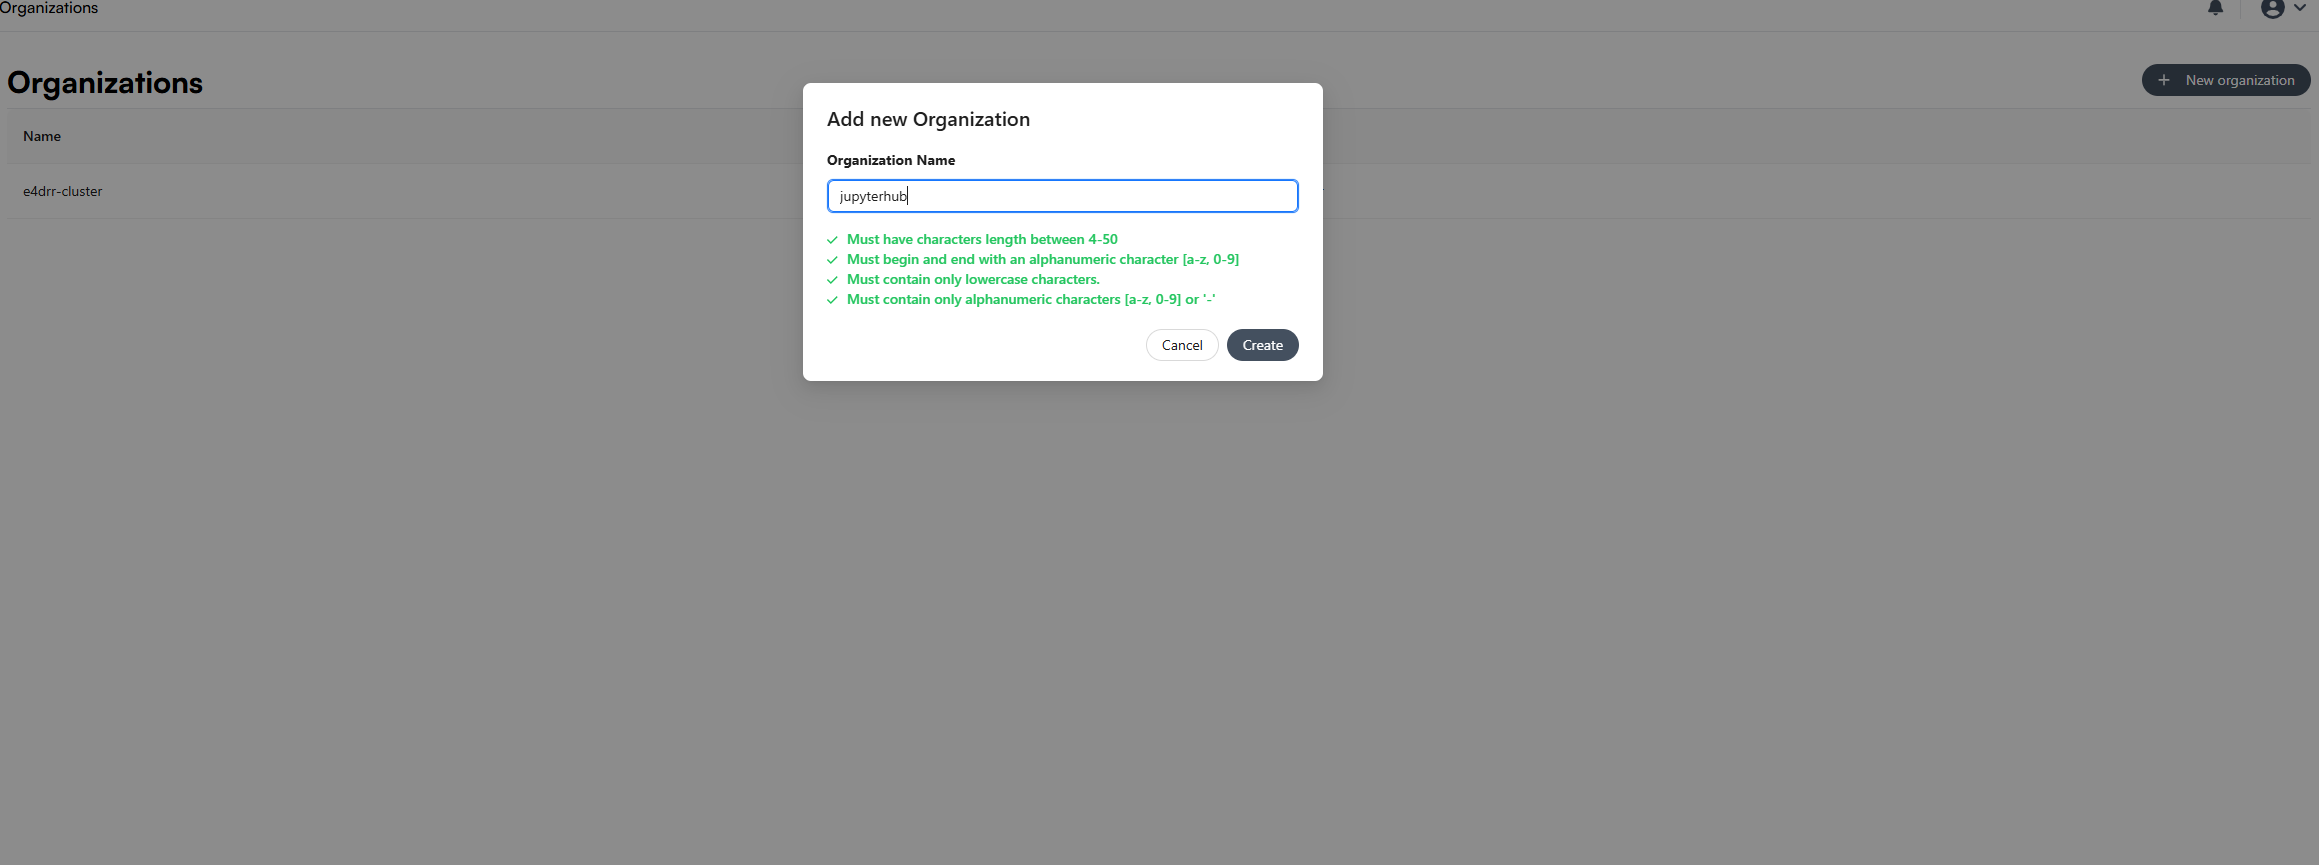 Organizations
Organizations
New organization
Name
e4drr-cluster
Add new Organization
Organization Name
jupyterhub
Must have characters length between 4-50
Must begin and end with an alphanumeric character [a-z, 0-9]
Must contain only lowercase characters.
Must contain only alphanumeric characters [a-z, 0-9] or '-'
Cancel
Create